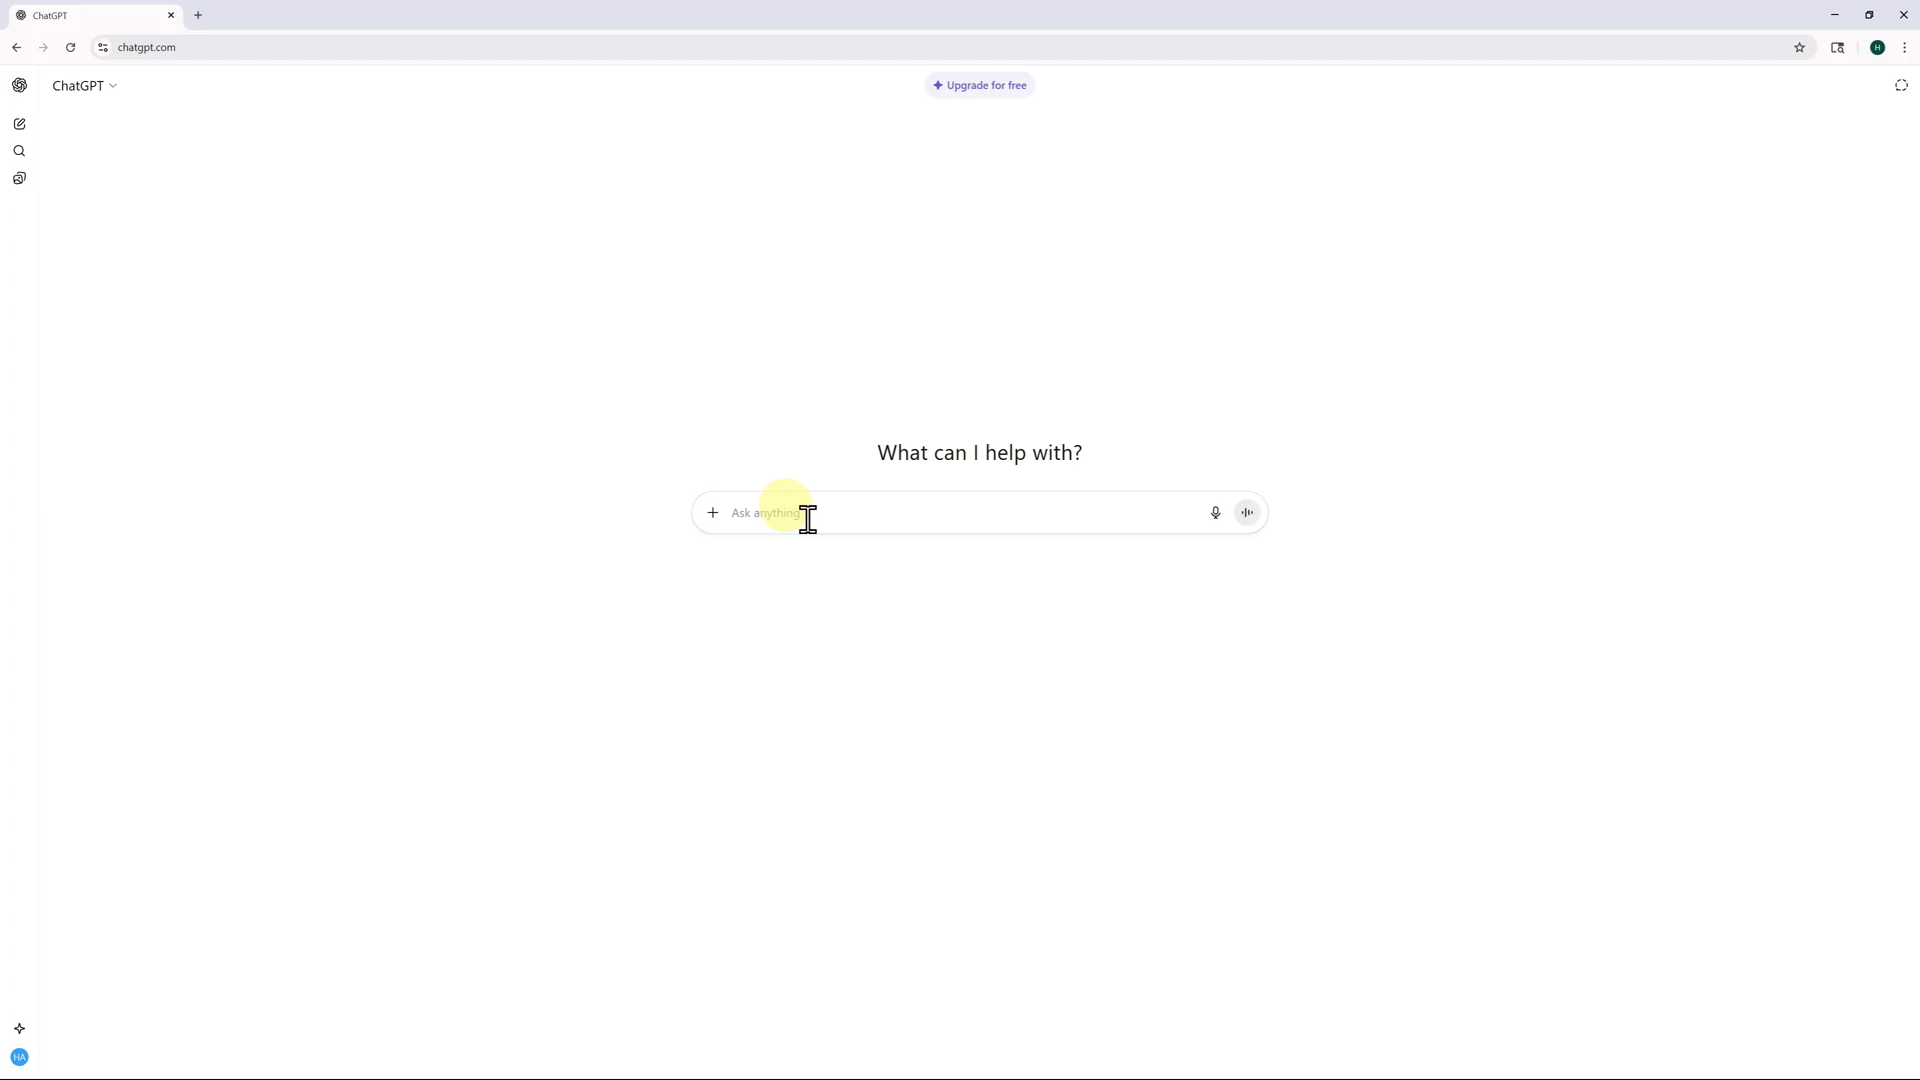 ChatGPT
chatgpt.com
H
ChatGPT
Upgrade for free
What can I help with?
Ask anything
HA